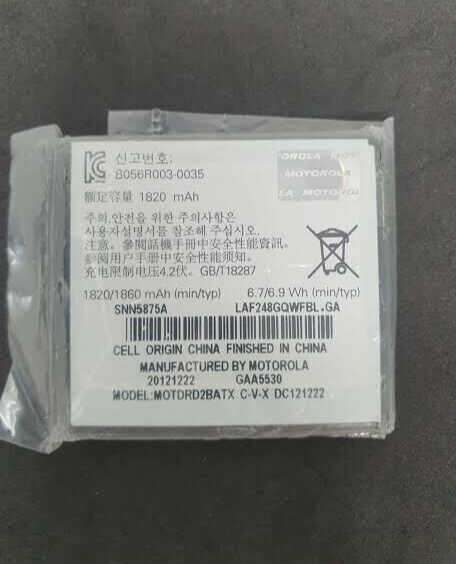 신고번호:
B056R003-0035
额定容量 1820 mAh
MOTOROLA
LA MOTOROLA
주의.안전을 위한 주의사항은
사용자설명서를 참조해 주십시오.
注意。參閱話機手冊中安全性能資訊。
参阅用户手册中安全性能须知。
充电限制电压4.2伏。GB/T18287
1820/1860 mAh (min/typ) 6.7/6.9 Wh (min/typ)
SNN5875A LAF248GQWFBL.GA
CELL ORIGIN CHINA FINISHED IN CHINA
MANUFACTURED BY MOTOROLA
20121222 GAA5530
MODEL:MOTDRD2BATX C-V-X DC121222